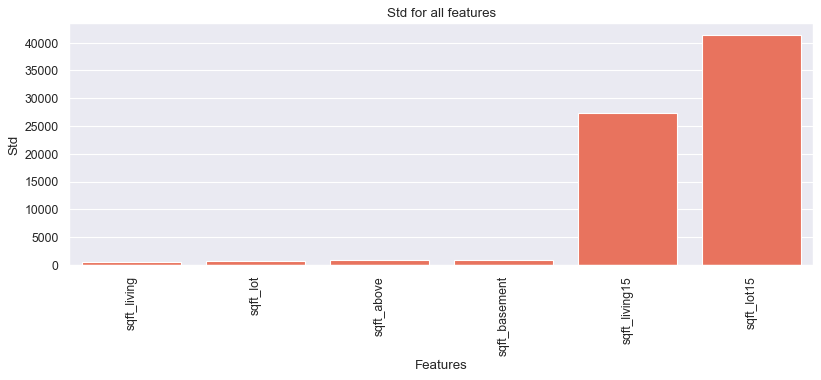 Std for all features
Std
40000
35000
30000
25000
20000
15000
10000
5000
0
sqft_living
sqft_lot
sqft_above
sqft_basement
sqft_living15
sqft_lot15
Features